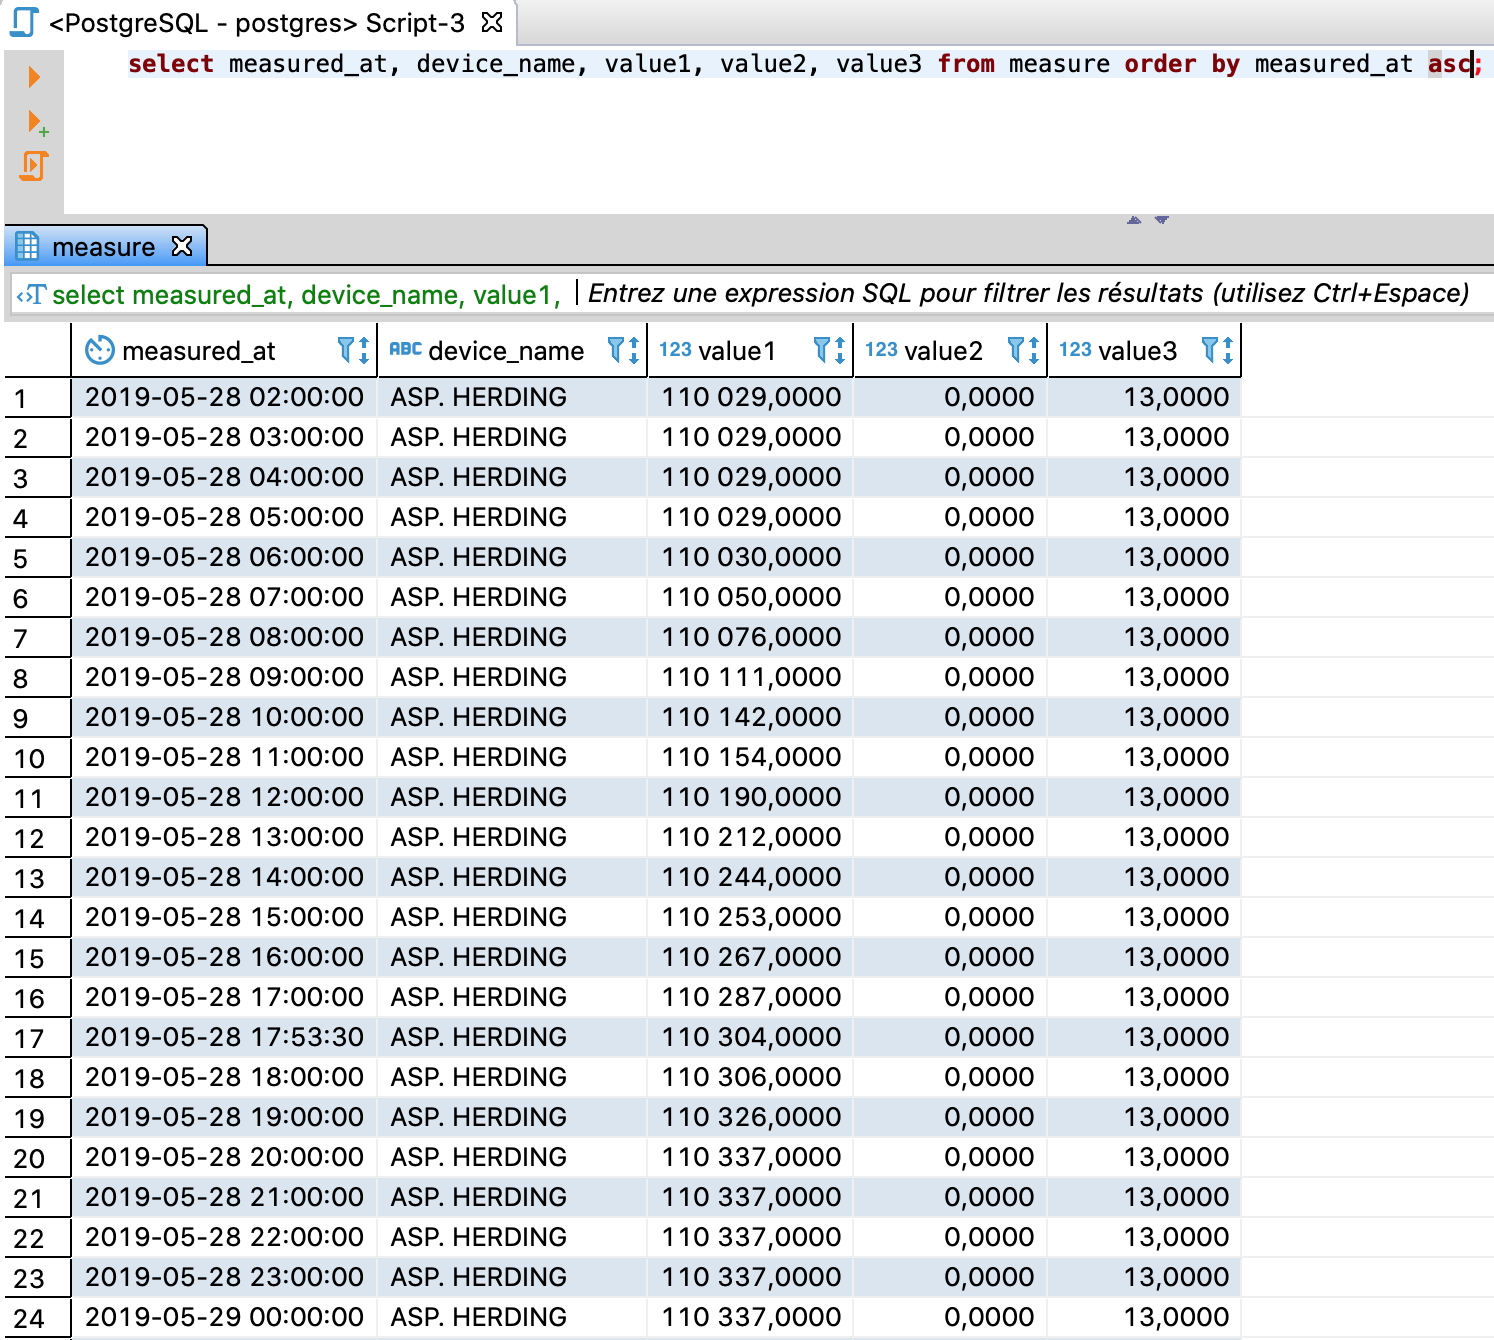 <PostgreSQL - postgres> Script-3
select measured_at, device_name, value1, value2, value3 from measure order by measured_at asc;
measure
select measured_at, device_name, value1, Entrez une expression SQL pour filtrer les résultats (utilisez Ctrl+Espace)
measured_at ABC device_name 123 value1 123 value2 123 value3
1 2019-05-28 02:00:00 ASP. HERDING 110 029,0000 0,0000 13,0000
2 2019-05-28 03:00:00 ASP. HERDING 110 029,0000 0,0000 13,0000
3 2019-05-28 04:00:00 ASP. HERDING 110 029,0000 0,0000 13,0000
4 2019-05-28 05:00:00 ASP. HERDING 110 029,0000 0,0000 13,0000
5 2019-05-28 06:00:00 ASP. HERDING 110 030,0000 0,0000 13,0000
6 2019-05-28 07:00:00 ASP. HERDING 110 050,0000 0,0000 13,0000
7 2019-05-28 08:00:00 ASP. HERDING 110 076,0000 0,0000 13,0000
8 2019-05-28 09:00:00 ASP. HERDING 110 111,0000 0,0000 13,0000
9 2019-05-28 10:00:00 ASP. HERDING 110 142,0000 0,0000 13,0000
10 2019-05-28 11:00:00 ASP. HERDING 110 154,0000 0,0000 13,0000
11 2019-05-28 12:00:00 ASP. HERDING 110 190,0000 0,0000 13,0000
12 2019-05-28 13:00:00 ASP. HERDING 110 212,0000 0,0000 13,0000
13 2019-05-28 14:00:00 ASP. HERDING 110 244,0000 0,0000 13,0000
14 2019-05-28 15:00:00 ASP. HERDING 110 253,0000 0,0000 13,0000
15 2019-05-28 16:00:00 ASP. HERDING 110 267,0000 0,0000 13,0000
16 2019-05-28 17:00:00 ASP. HERDING 110 287,0000 0,0000 13,0000
17 2019-05-28 17:53:30 ASP. HERDING 110 304,0000 0,0000 13,0000
18 2019-05-28 18:00:00 ASP. HERDING 110 306,0000 0,0000 13,0000
19 2019-05-28 19:00:00 ASP. HERDING 110 326,0000 0,0000 13,0000
20 2019-05-28 20:00:00 ASP. HERDING 110 337,0000 0,0000 13,0000
21 2019-05-28 21:00:00 ASP. HERDING 110 337,0000 0,0000 13,0000
22 2019-05-28 22:00:00 ASP. HERDING 110 337,0000 0,0000 13,0000
23 2019-05-28 23:00:00 ASP. HERDING 110 337,0000 0,0000 13,0000
24 2019-05-29 00:00:00 ASP. HERDING 110 337,0000 0,0000 13,0000